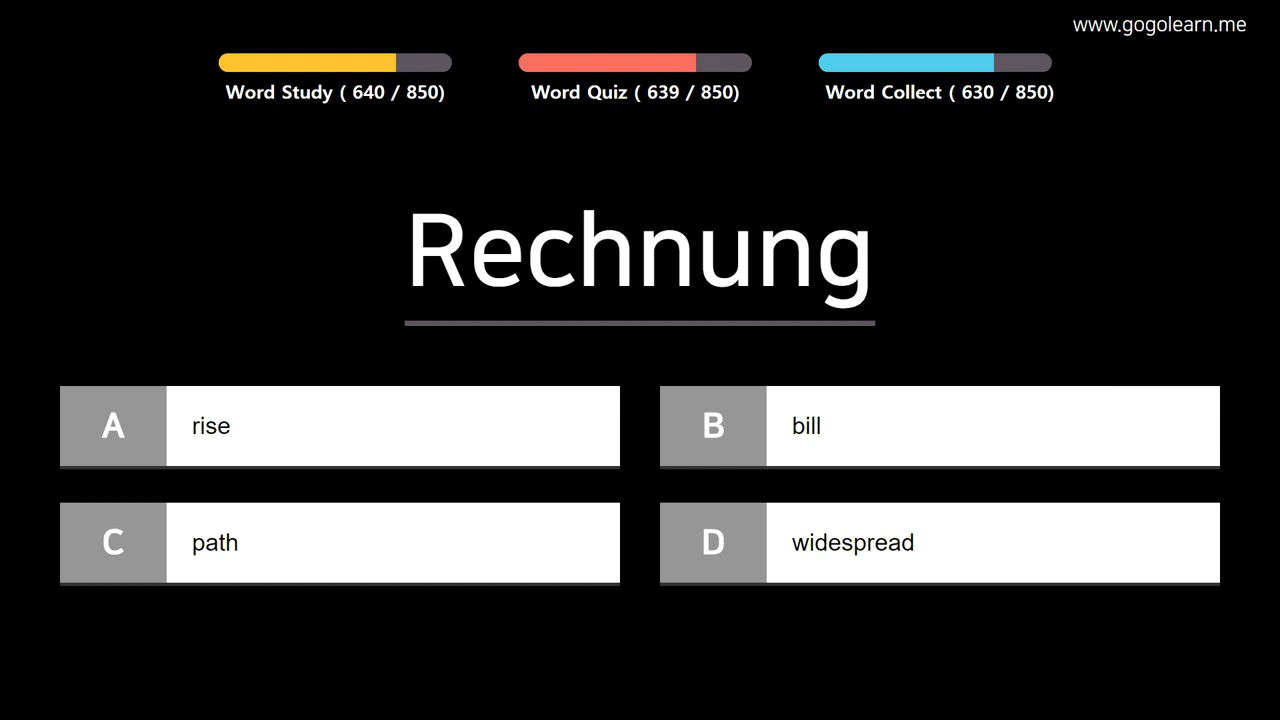 www.gogolearn.me
Word Study ( 640 / 850)
Word Quiz ( 639 / 850)
Word Collect ( 630 / 850)
Rechnung
A rise
B bill
C path
D widespread